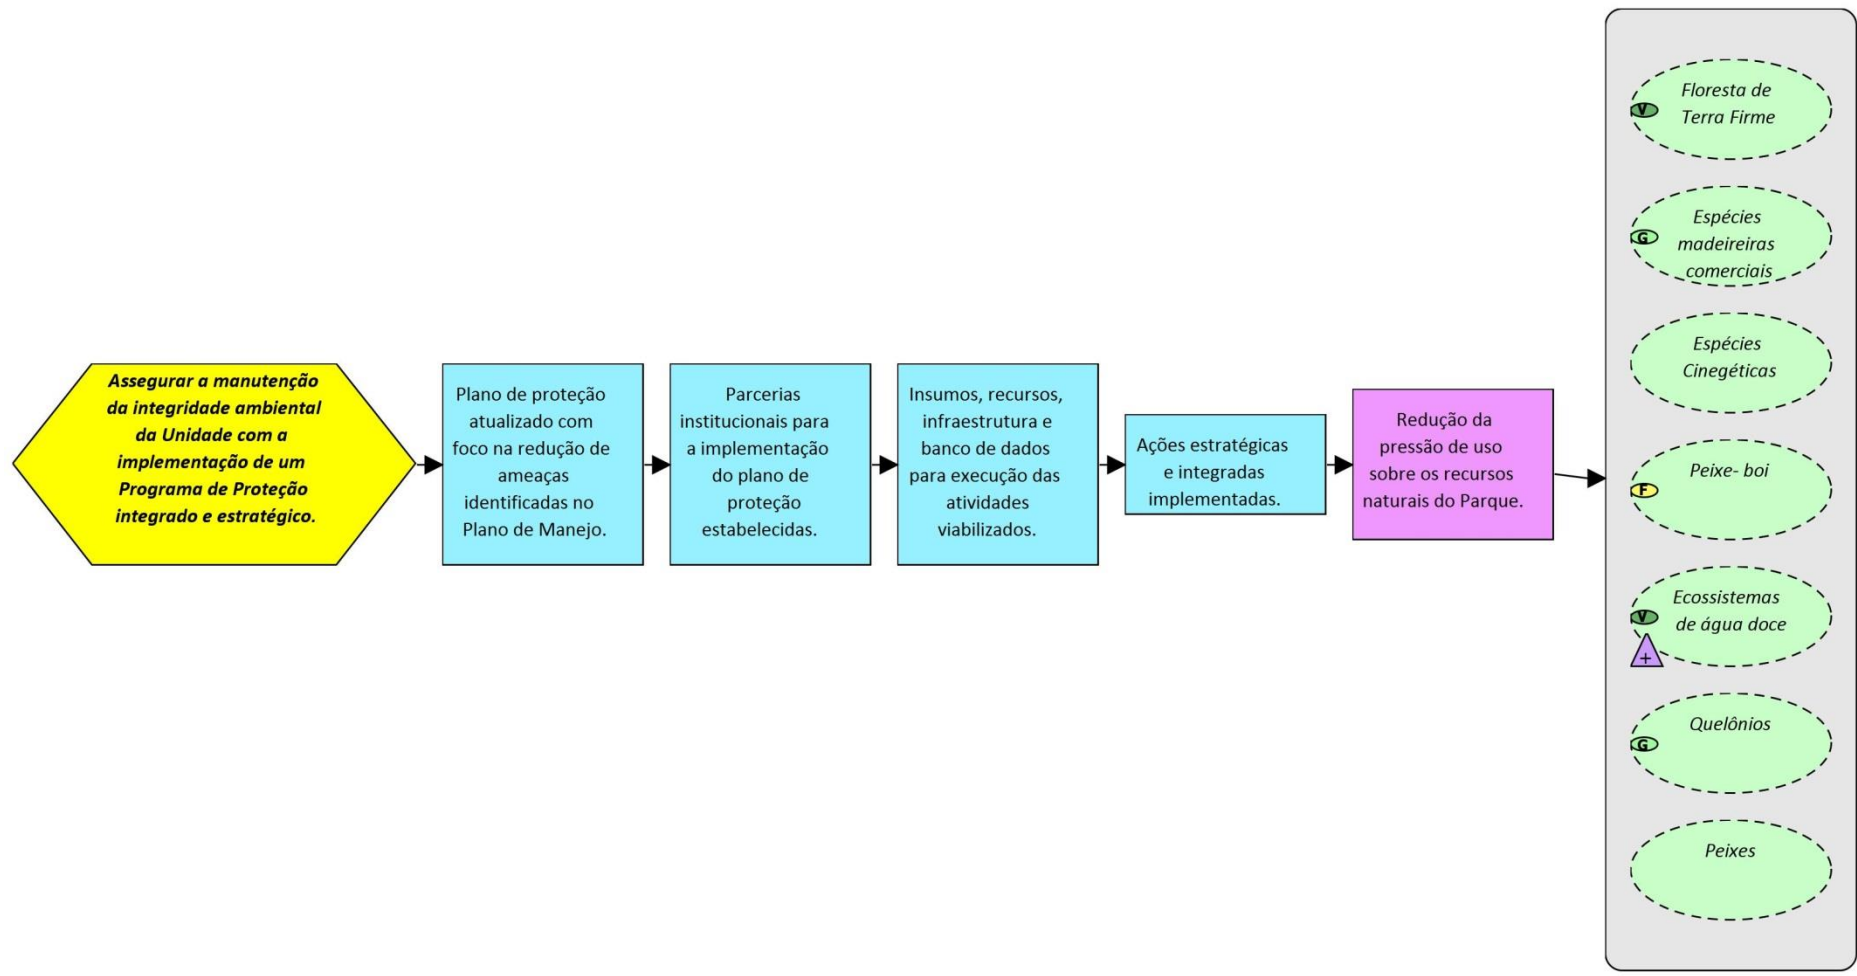 Assegurar a manutenção
da integridade ambiental
da Unidade com a
implementação de um
Programa de Proteção
integrado e estratégico.
Plano de proteção
atualizado com
foco na redução de
ameaças
identificadas no
Plano de Manejo.
Parcerias
institucionais para
a implementação
do plano de
proteção
estabelecidas.
Insumos, recursos,
infraestrutura e
banco de dados
para execução das
atividades
viabilizados.
Ações estratégicas
e integradas
implementadas.
Redução da
pressão de uso
sobre os recursos
naturais do Parque.
Floresta de
Terra Firme
V
Espécies
madeireiras
comerciais
G
Espécies
Cinegéticas
Peixe- boi
F
Ecossistemas
de água doce
V
+
Quelônios
G
Peixes